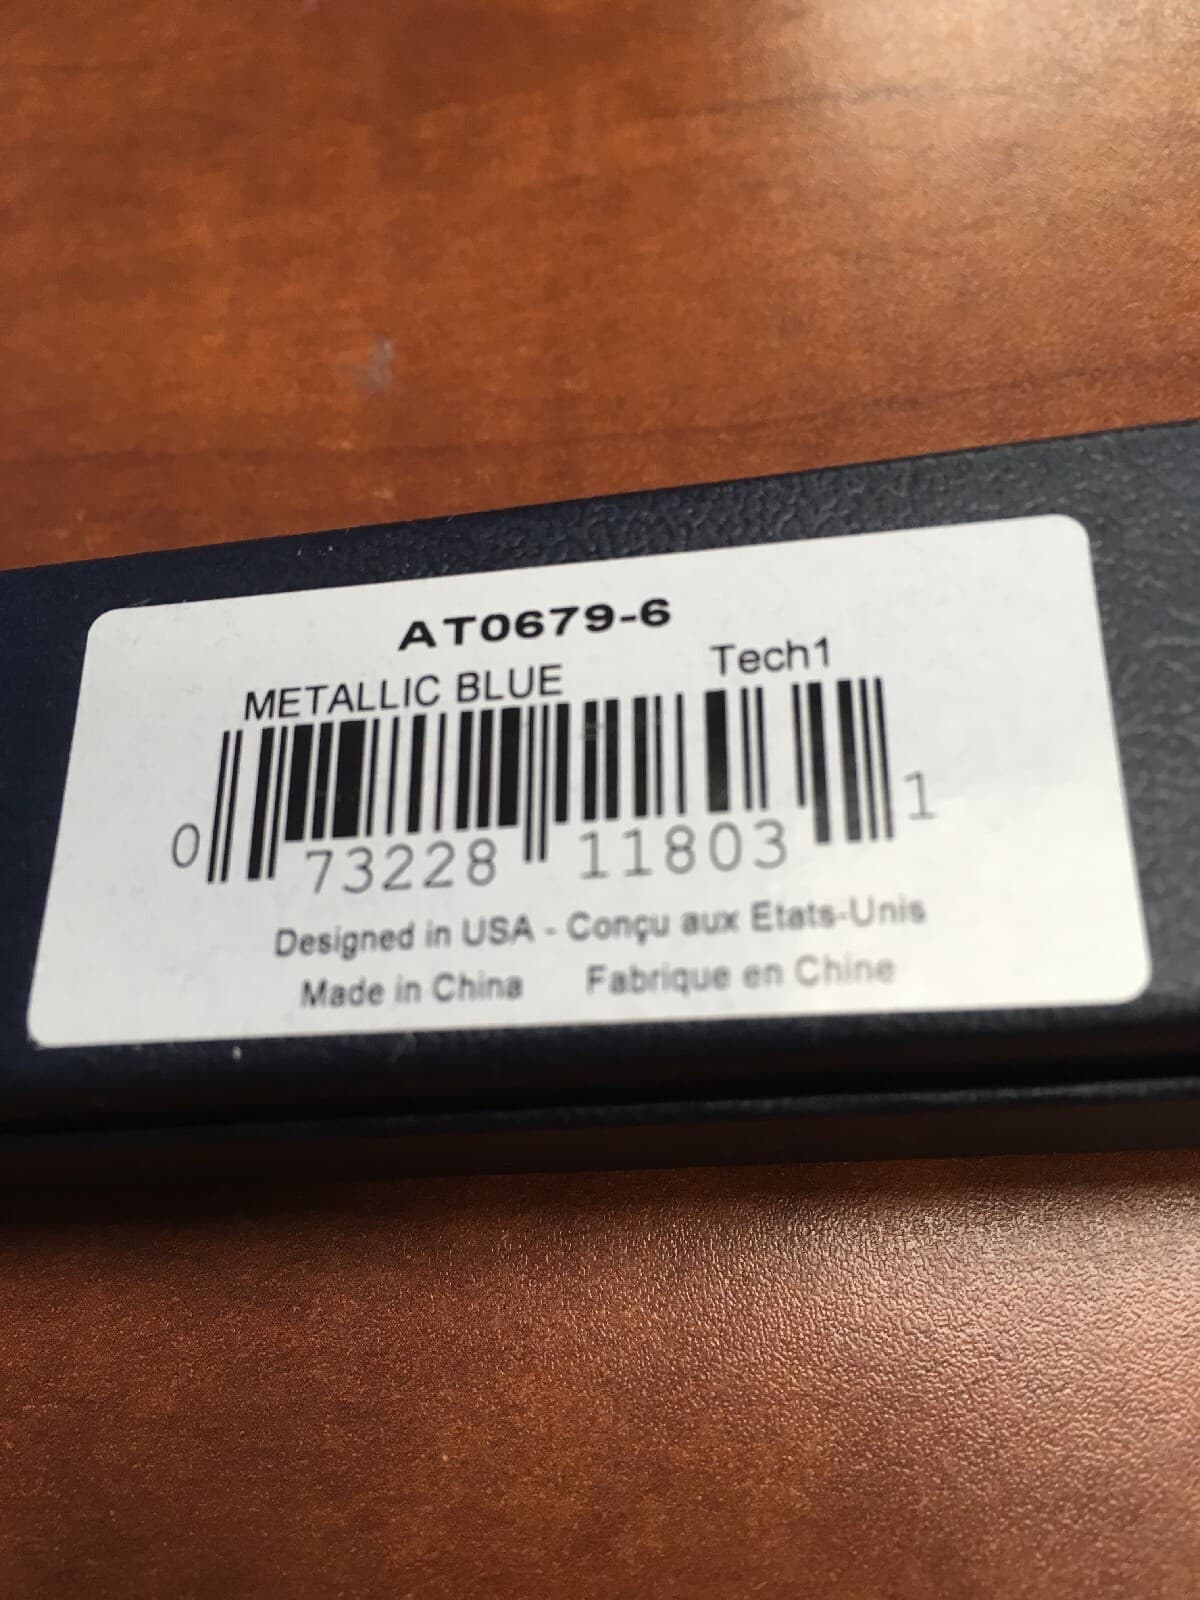 AT0679-6
METALLIC BLUE Tech1
0 73228 11803 1
Designed in USA - Conçu aux Etats-Unis
Made in China Fabrique en Chine